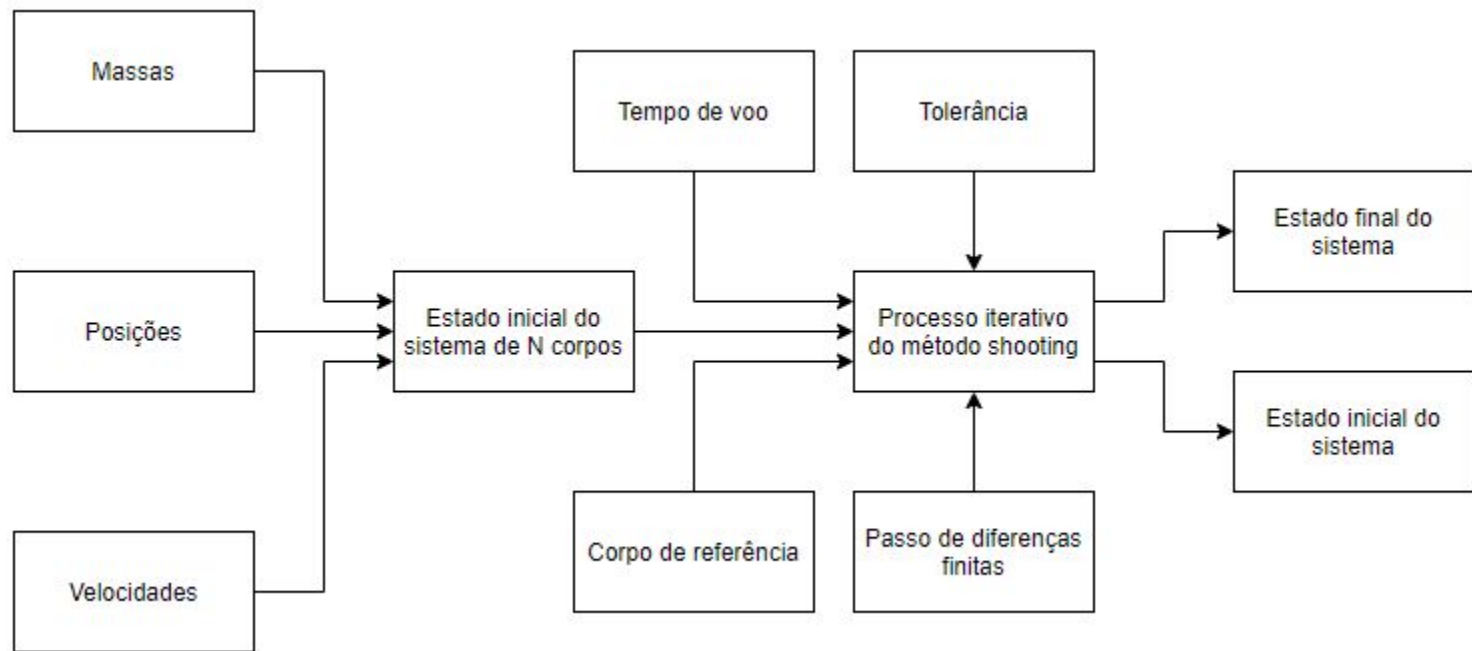 Massas
Tempo de voo
Tolerância
Estado final do
sistema
Posições
Estado inicial do
sistema de N corpos
Processo iterativo
do método shooting
Estado inicial do
sistema
Velocidades
Corpo de referência
Passo de diferenças
finitas